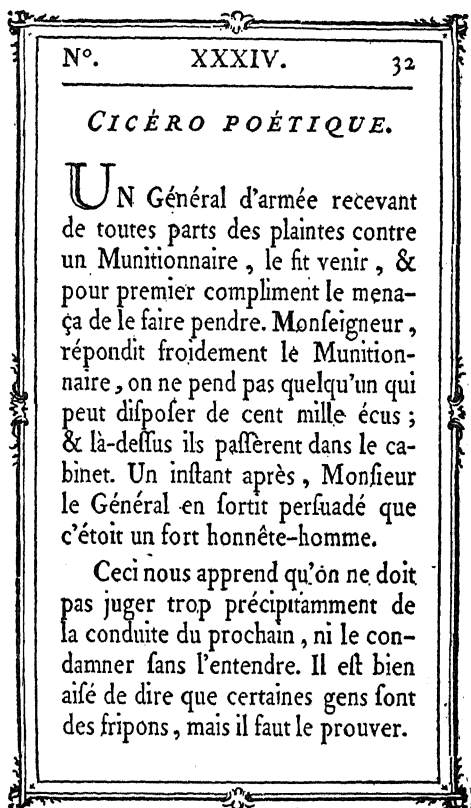 N°. XXXIV. 32
CICÉRO POÉTIQUE.
UN Général d'armée recevant
de toutes parts des plaintes contre
un Munitionnaire , le fit venir , &
pour premier compliment le mena-
ça de le faire pendre. Monſeigneur ,
répondit froidement le Munition-
naire , on ne pend pas quelqu'un qui
peut diſpoſer de cent mille écus ;
& là-deſſus ils paſſèrent dans le ca-
binet. Un inſtant après , Monſieur
le Général en ſortit perſuadé que
c'étoit un fort honnête-homme.
Ceci nous apprend qu'on ne doit
pas juger trop précipitamment de
la conduite du prochain , ni le con-
damner ſans l'entendre. Il eſt bien
aiſé de dire que certaines gens ſont
des fripons , mais il faut le prouver.